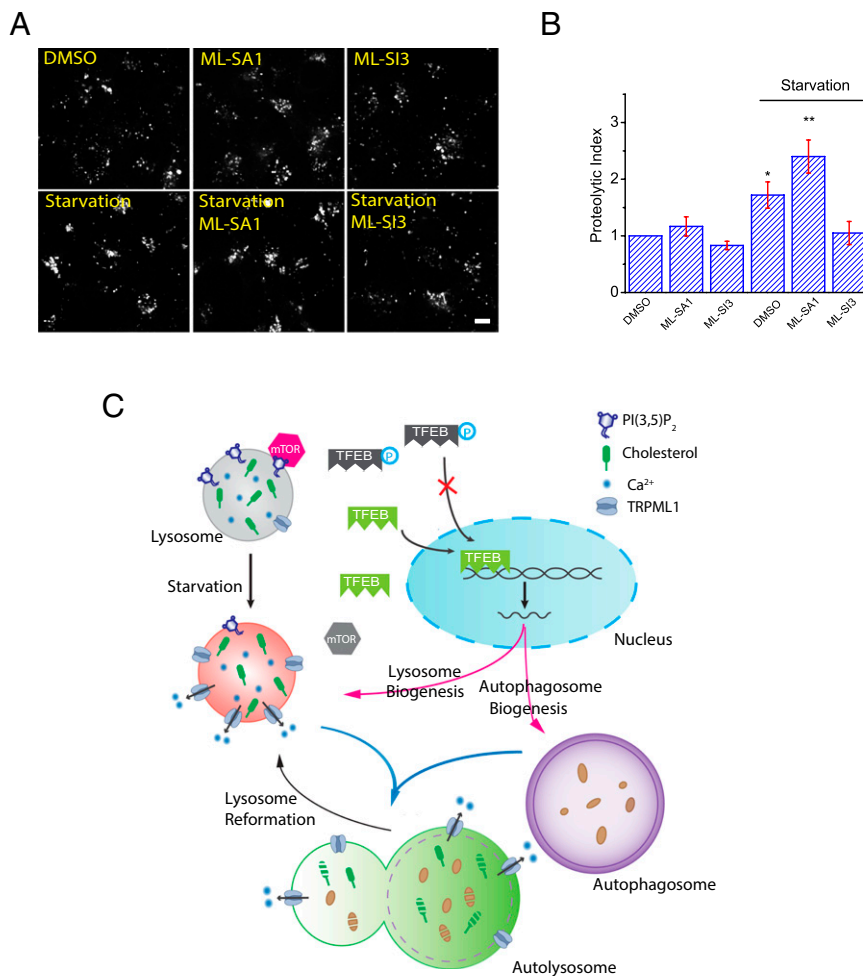 A
DMSO
ML-SA1
ML-SI3
Starvation
Starvation
ML-SA1
Starvation
ML-SI3
B
Starvation
**
*
Proteolytic Index
3
2
1
0
DMSO
ML-SA1
ML-SI3
DMSO
ML-SA1
ML-SI3
C
mTOR
TFEB P
TFEB P
PI(3,5)P2
Cholesterol
Ca2+
TRPML1
Lysosome
TFEB
TFEB
Starvation
TFEB
mTOR
Nucleus
Lysosome
Biogenesis
Autophagosome
Biogenesis
Lysosome
Reformation
Autophagosome
Autolysosome